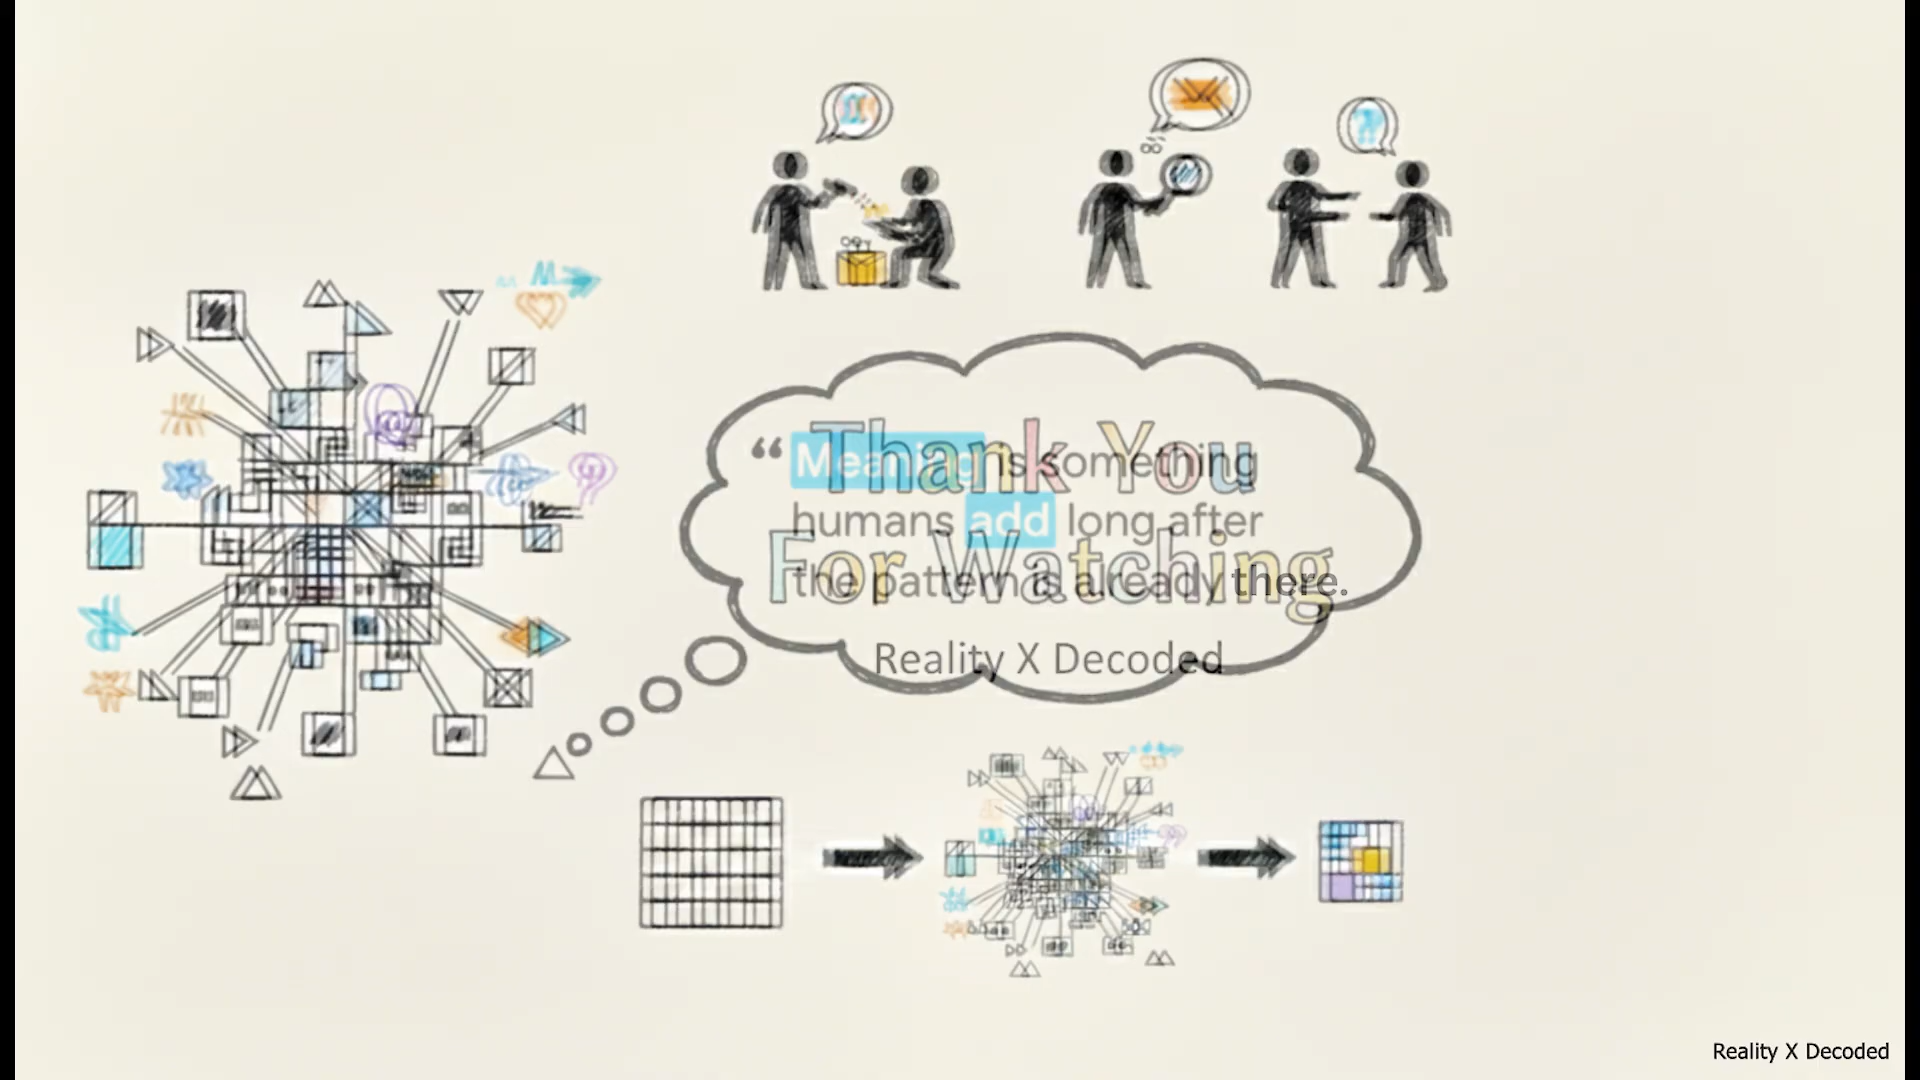 Thank You
For Watching
“ Meaning is something
humans add long after
the pattern is already there.
Reality X Decoded
Reality X Decoded